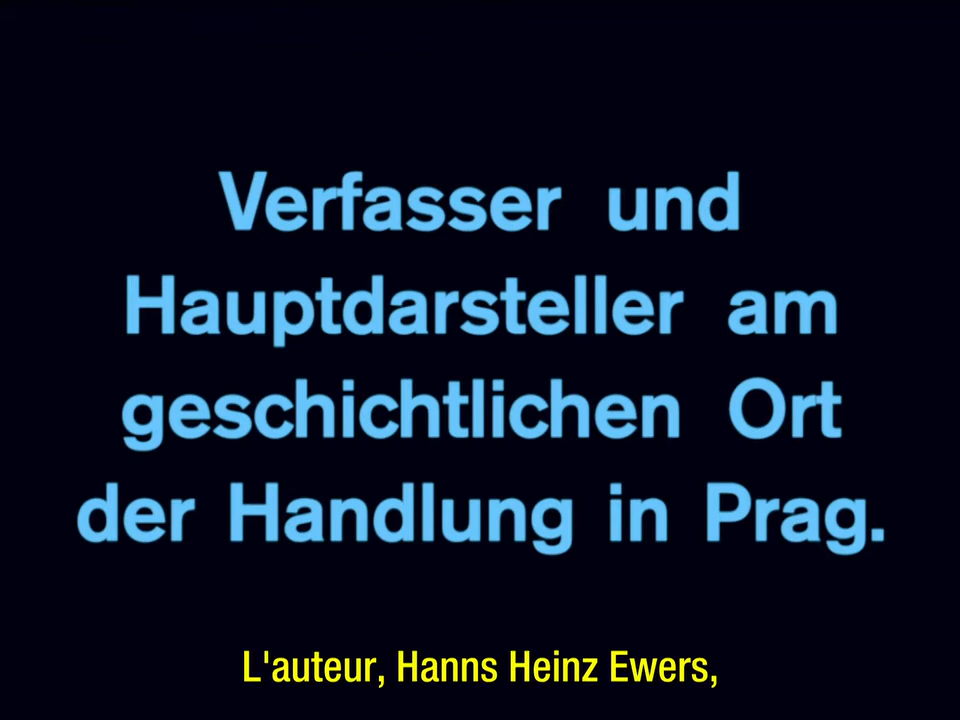 Verfasser und
Hauptdarsteller am
geschichtlichen Ort
der Handlung in Prag.
L'auteur, Hanns Heinz Ewers,